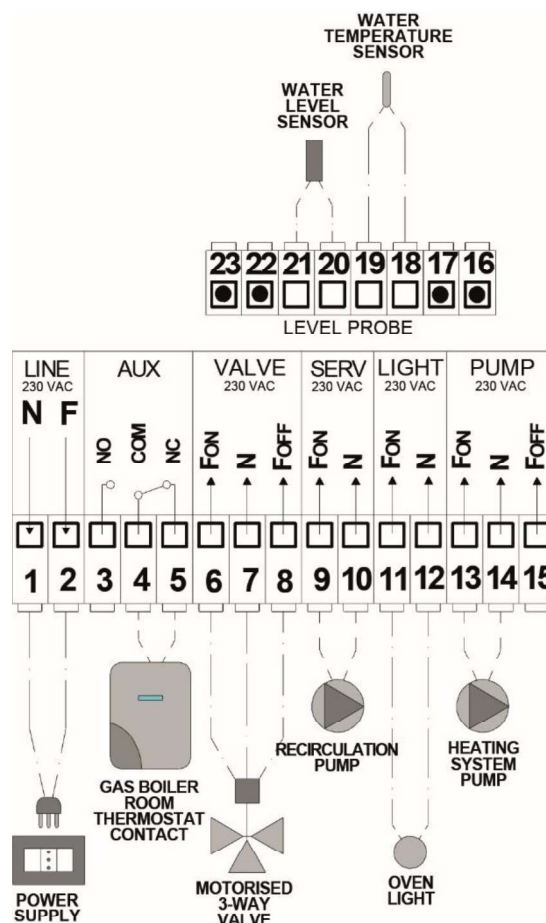 WATER
TEMPERATURE
SENSOR
WATER
LEVEL
SENSOR
23 22 21 20 19 18 17 16
LEVEL PROBE
LINE AUX VALVE SERV LIGHT PUMP
230 VAC 230 VAC 230 VAC 230 VAC 230 VAC
N F NO COM NC FON N FOFF FON N FON N FON N FOFF
1 2 3 4 5 6 7 8 9 10 11 12 13 14 15
GAS BOILER
ROOM
THERMOSTAT
CONTACT
RECIRCULATION
PUMP
HEATING
SYSTEM
PUMP
POWER
SUPPLY
MOTORISED
3-WAY
VALVE
OVEN
LIGHT